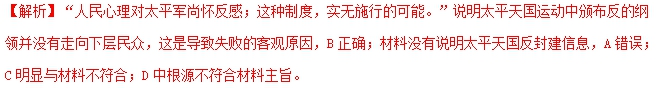 【解析】“人民心理对太平军尚怀反感；这种制度，实无施行的可能。”说明太平天国运动中颁布反的纲
领并没有走向下层民众，这是导致失败的客观原因，B 正确；材料没有说明太平天国反封建信息，A 错误；
C 明显与材料不符合；D 中根源不符合材料主旨。